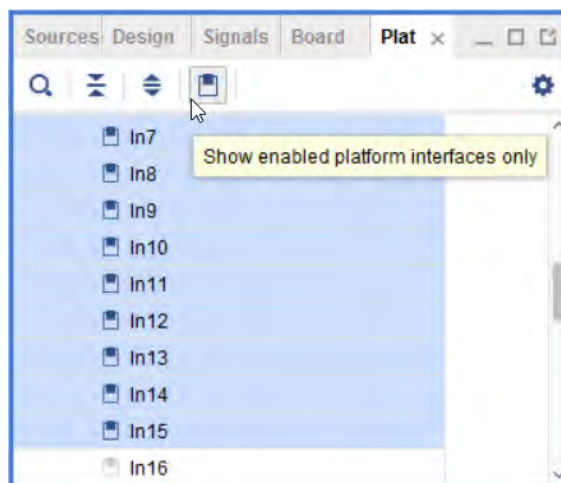 Sources Design Signals Board Plat
In7
Show enabled platform interfaces only
In8
In9
In10
In11
In12
In13
In14
In15
In16